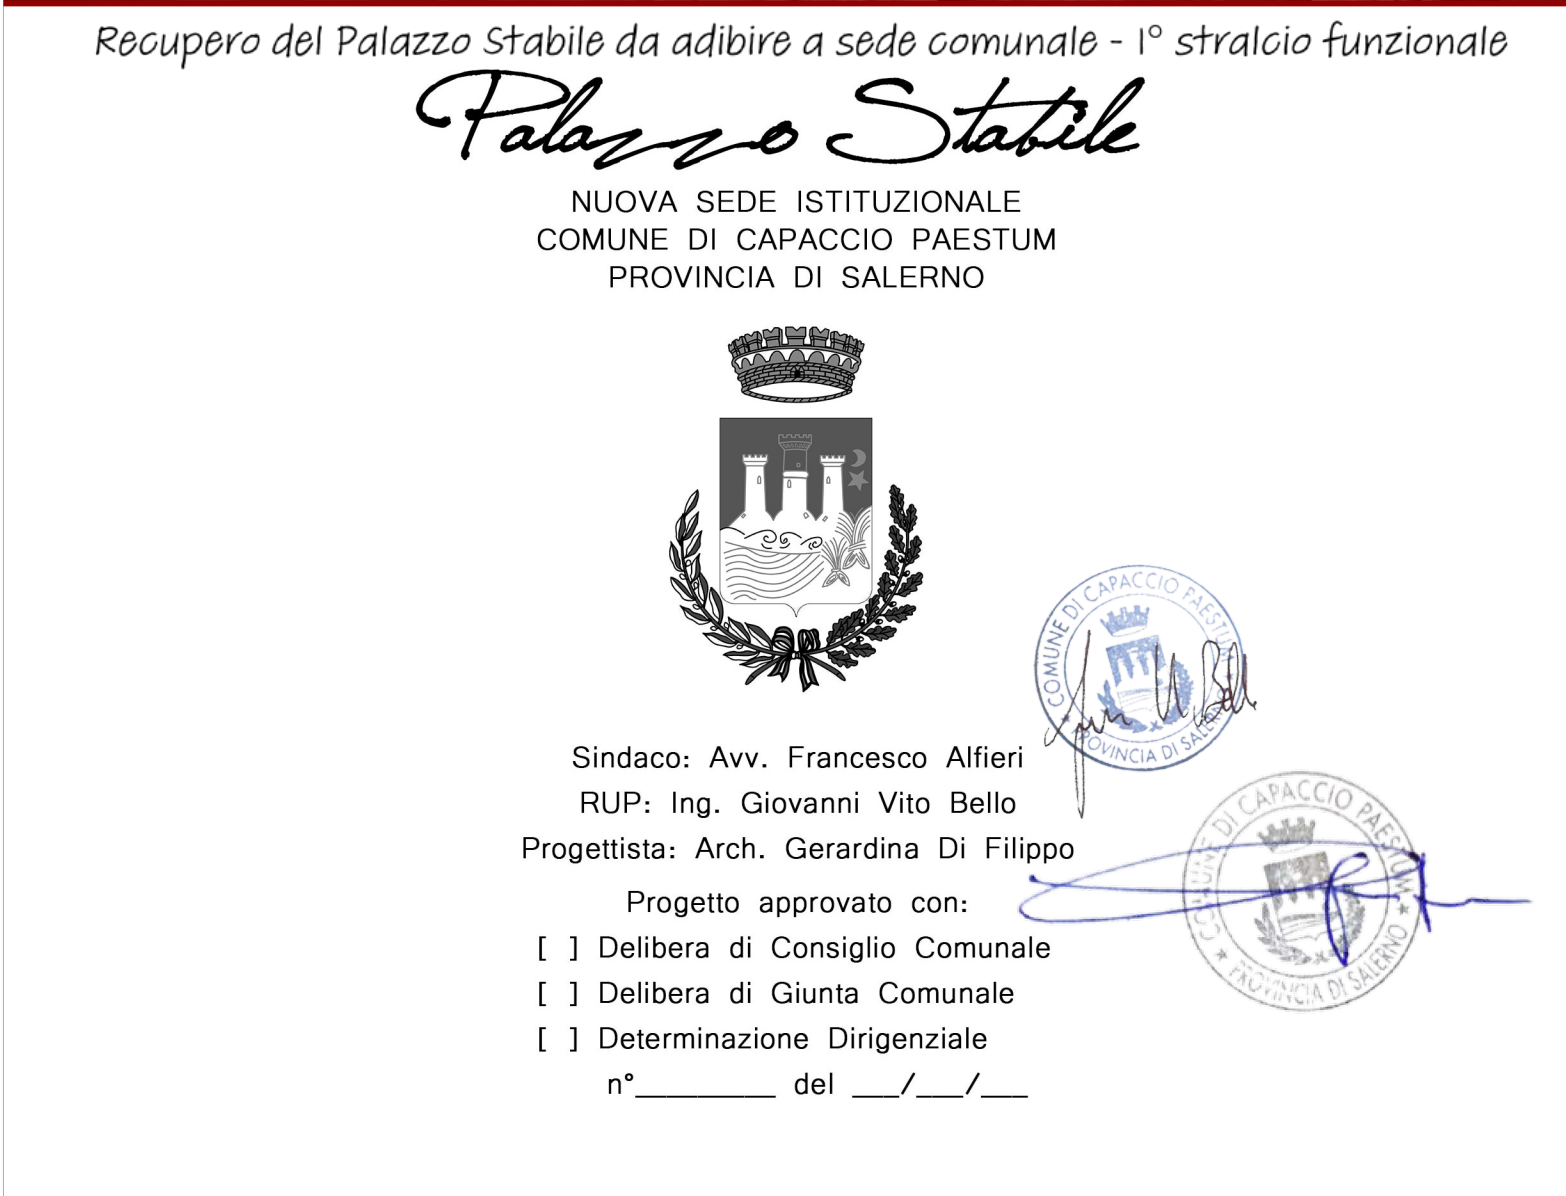 Recupero del Palazzo Stabile da adibire a sede comunale - I° stralcio funzionale
Palazzo Stabile
NUOVA SEDE ISTITUZIONALE
COMUNE DI CAPACCIO PAESTUM
PROVINCIA DI SALERNO
COMUNE DI CAPACCIO PAESTUM
PROVINCIA DI SALERNO
Sindaco: Avv. Francesco Alfieri
RUP: Ing. Giovanni Vito Bello
Progettista: Arch. Gerardina Di Filippo
COMUNE DI CAPACCIO PAESTUM
PROVINCIA DI SALERNO
Progetto approvato con:
[ ] Delibera di Consiglio Comunale
[ ] Delibera di Giunta Comunale
[ ] Determinazione Dirigenziale
n°_________ del ___/___/___